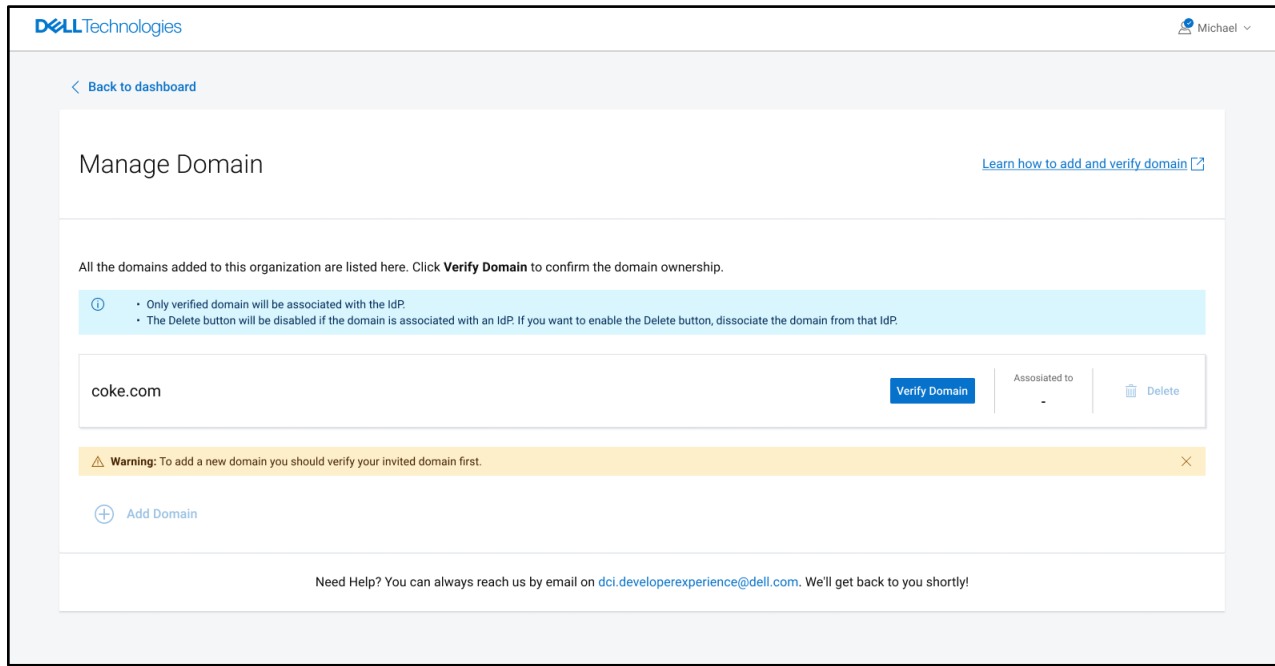 DELLTechnologies
Michael
Back to dashboard
Manage Domain
Learn how to add and verify domain
All the domains added to this organization are listed here. Click Verify Domain to confirm the domain ownership.
• Only verified domain will be associated with the IdP.
• The Delete button will be disabled if the domain is associated with an IdP. If you want to enable the Delete button, dissociate the domain from that IdP.
coke.com
Verify Domain
Assosiated to
-
Delete
Warning: To add a new domain you should verify your invited domain first.
Add Domain
Need Help? You can always reach us by email on dci.developerexperience@dell.com. We'll get back to you shortly!